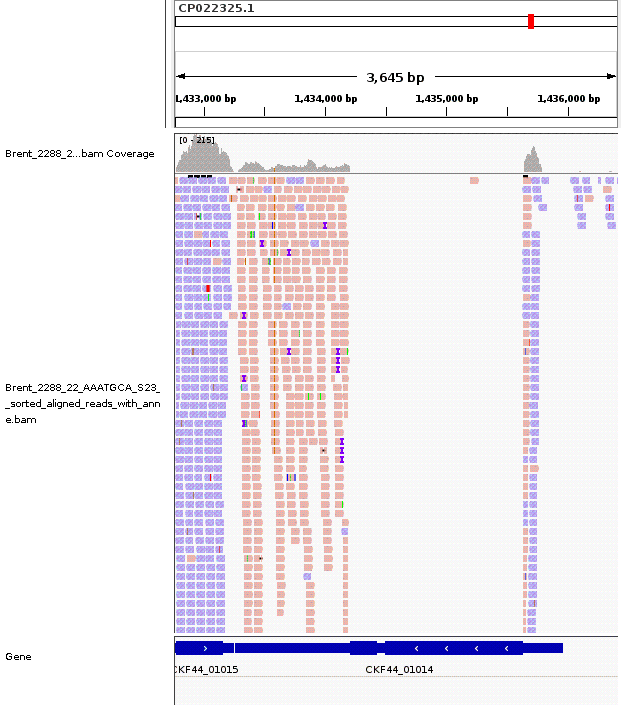 CP022325.1
3,645 bp
1,433,000 bp 1,434,000 bp 1,435,000 bp 1,436,000 bp
[0 - 215]
Brent_2288_2...bam Coverage
Brent_2288_22_AAATGCA_S23_
_sorted_aligned_reads_with_ann
e.bam
Gene
CKF44_01015 CKF44_01014